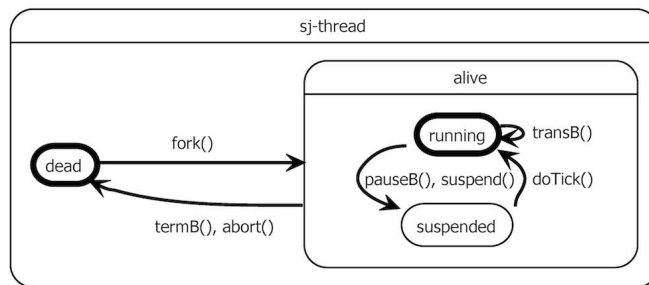 sj-thread
alive
running
transB()
fork()
dead
pauseB(), suspend()
doTick()
termB(), abort()
suspended